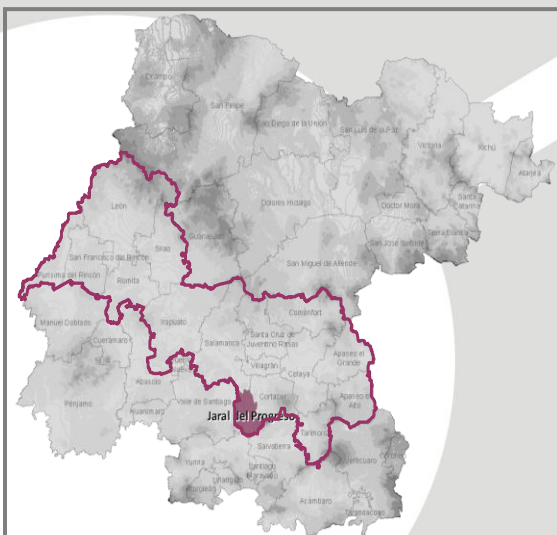 Ocampo
San Felipe
San Diego de la Unión
San Luis de la Paz
Victoria
Xichú
Atarjea
Santa
Catarina
León
Dolores Hidalgo
Doctor Mora
Guanajuato
Silao
Tierra Blanca
San José Iturbide
San Francisco del Rincón
San Miguel de Allende
Purísima del Rincón
Romita
Comonfort
Manuel Doblado
Irapuato
Santa Cruz de
Juventino Rosas
Cuerámaro
Salamanca
Apaseo el
Grande
Villagrán
Celaya
Abasolo
Pénjamo
Valle de Santiago
Cortazar
Apaseo el
Alto
Huanímaro
Jaral del Progreso
Tarimoro
Salvatierra
Yuriria
Jerécuaro
Coroneo
Santiago
Maravatío
Uriangato
Moroleón
Acámbaro
Tarandacuao